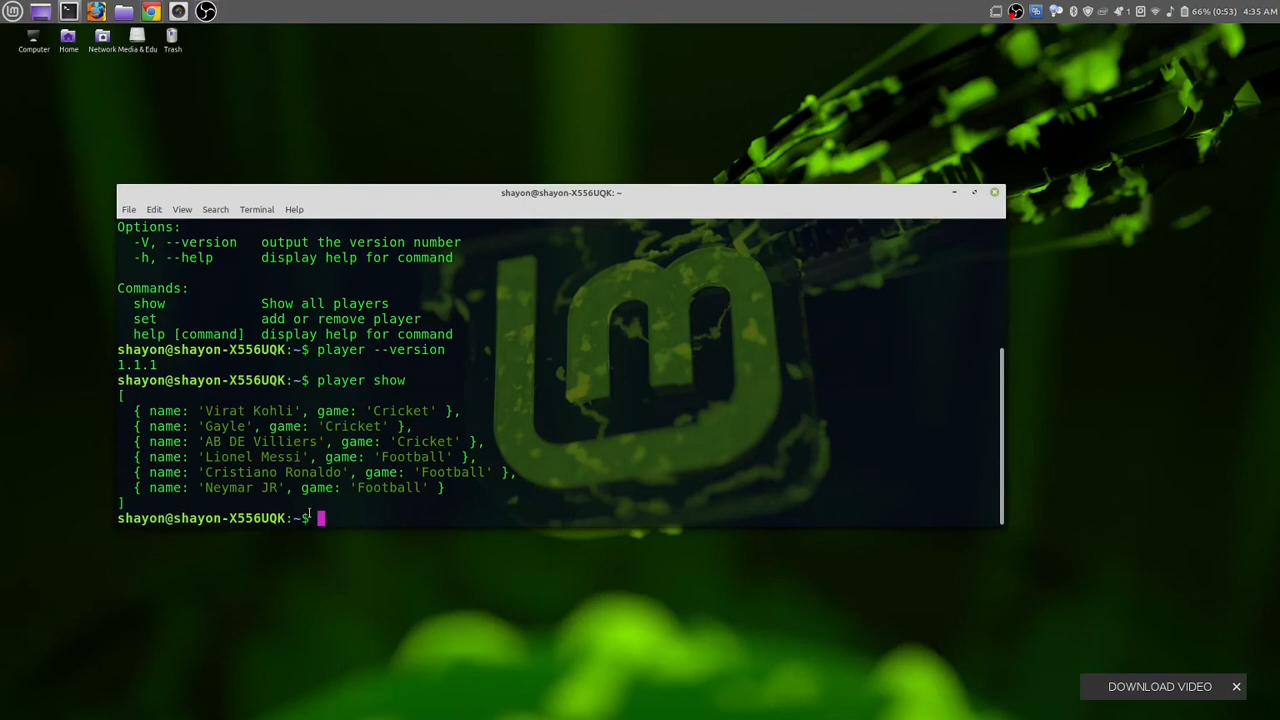 66% (0:53) 4:35 AM
1
Computer
Home
Network
Media & Edu
Trash
shayon@shayon-X556UQK: ~
File Edit View Search Terminal Help
Options:
-V, --version output the version number
-h, --help display help for command
Commands:
show Show all players
set add or remove player
help [command] display help for command
shayon@shayon-X556UQK:~$ player --version
1.1.1
shayon@shayon-X556UQK:~$ player show
[
{ name: 'Virat Kohli', game: 'Cricket' },
{ name: 'Gayle', game: 'Cricket' },
{ name: 'AB DE Villiers', game: 'Cricket' },
{ name: 'Lionel Messi', game: 'Football' },
{ name: 'Cristiano Ronaldo', game: 'Football' },
{ name: 'Neymar JR', game: 'Football' }
]
shayon@shayon-X556UQK:~$
DOWNLOAD VIDEO ×